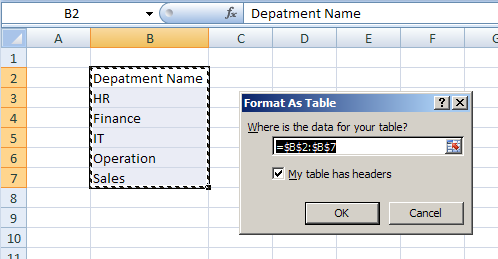 B2 fx Depatment Name
A B C D E F
1
2 Depatment Name
3 HR
4 Finance
5 IT
6 Operation
7 Sales
8
9
10
11
Format As Table ? X
Where is the data for your table?
=$B$2:$B$7
My table has headers
OK Cancel